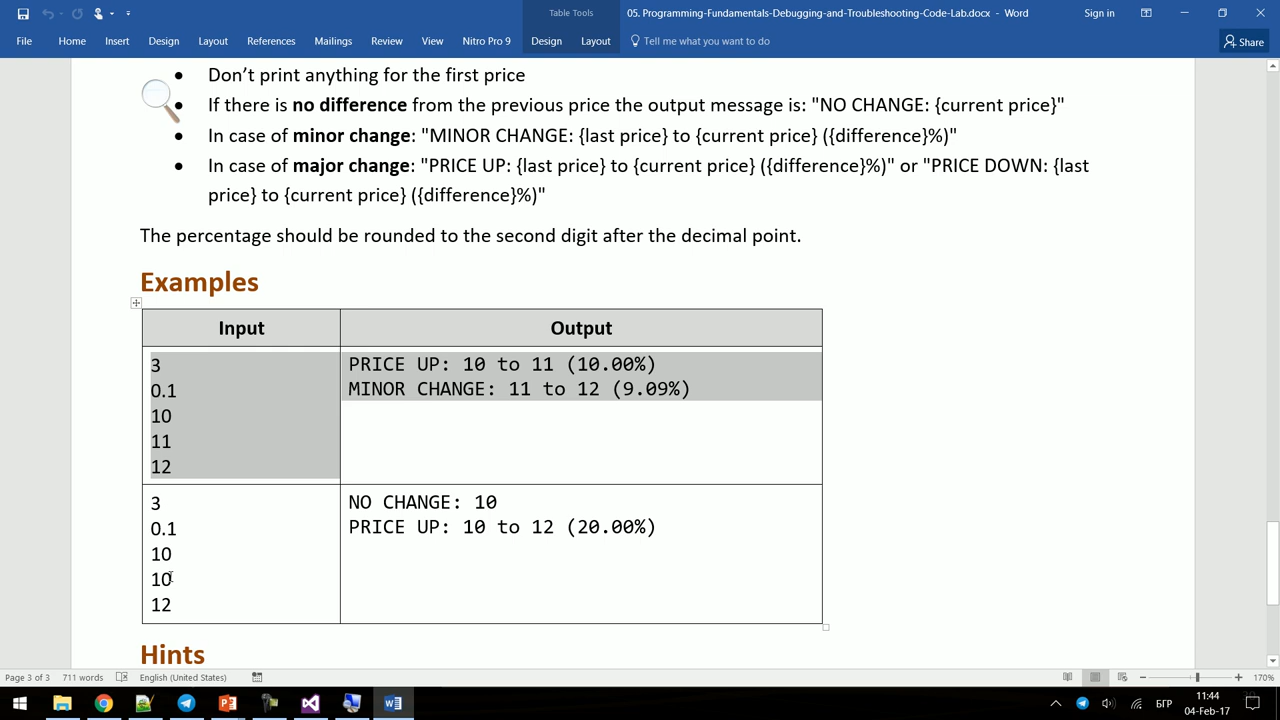 Table Tools
05. Programming-Fundamentals-Debugging-and-Troubleshooting-Code-Lab.docx - Word
Sign in
File Home Insert Design Layout References Mailings Review View Nitro Pro 9 Design Layout Tell me what you want to do Share
• Don’t print anything for the first price
• If there is no difference from the previous price the output message is: "NO CHANGE: {current price}"
• In case of minor change: "MINOR CHANGE: {last price} to {current price} ({difference}%)"
• In case of major change: "PRICE UP: {last price} to {current price} ({difference}%)" or "PRICE DOWN: {last
price} to {current price} ({difference}%)"
The percentage should be rounded to the second digit after the decimal point.
Examples
Input Output
3 PRICE UP: 10 to 11 (10.00%)
0.1 MINOR CHANGE: 11 to 12 (9.09%)
10
11
12
3 NO CHANGE: 10
0.1 PRICE UP: 10 to 12 (20.00%)
10
10
12
Hints
Page 3 of 3 711 words English (United States) 170%
БГР
11:44
04-Feb-17